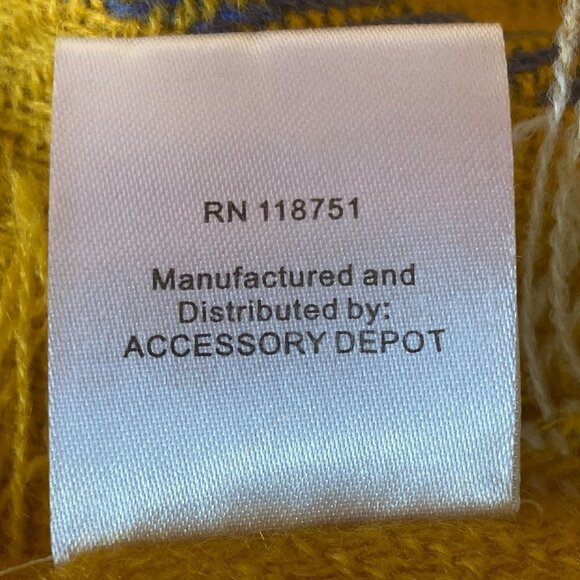 RN 118751
Manufactured and
Distributed by:
ACCESSORY DEPOT